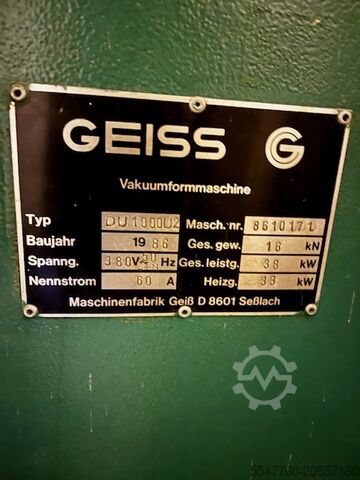 GEISS G
Vakuumformmaschine
Typ DU1000U2 Masch. nr. 8610171
Baujahr 1986 Ges. gew. 16 kN
Spanng. 380V~50 Hz Ges. leistg. 38 kW
Nennstrom 60 A Heizg. 33 kW
Maschinenfabrik Geiß D 8601 Seßlach
5547760-20657180